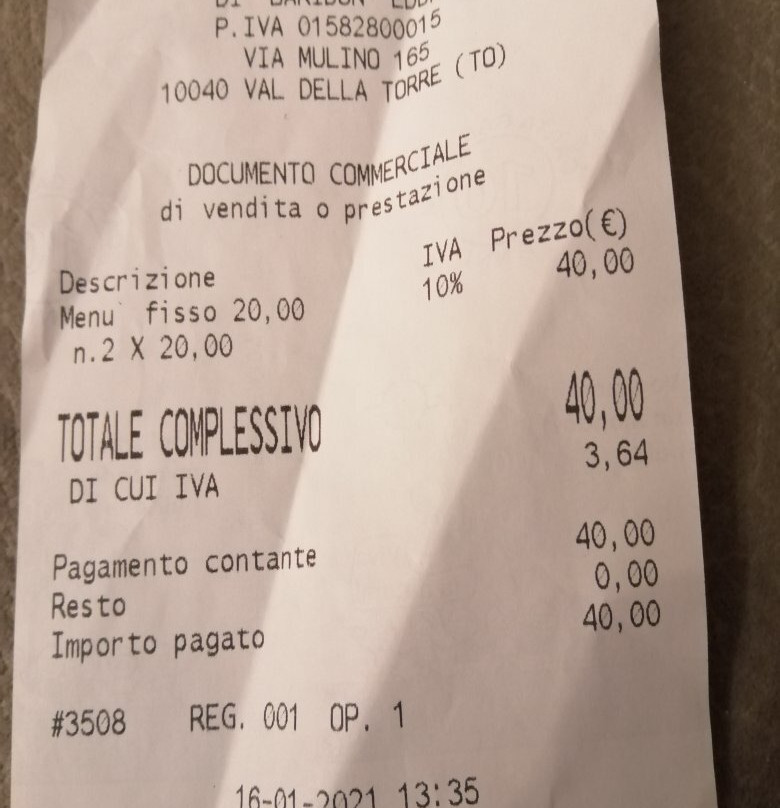 P.IVA 01582800015
VIA MULINO 165
10040 VAL DELLA TORRE (TO)
DOCUMENTO COMMERCIALE
di vendita o prestazione
Descrizione IVA Prezzo(€)
Menu` fisso 20,00 10% 40,00
n.2 X 20,00
TOTALE COMPLESSIVO 40,00
DI CUI IVA 3,64
Pagamento contante 40,00
Resto 0,00
Importo pagato 40,00
#3508 REG. 001 OP. 1
16-01-2021 13:35